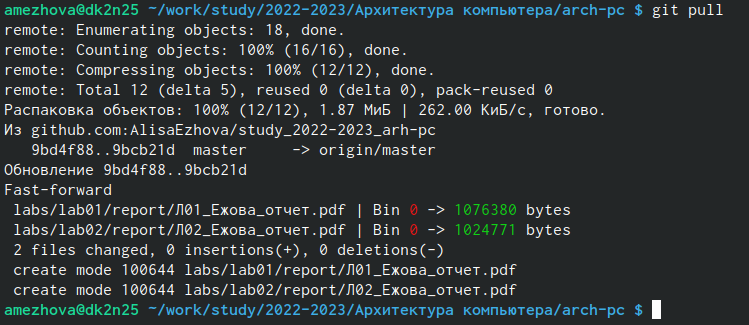 amezhova@dk2n25 ~/work/study/2022-2023/Архитектура компьютера/arch-pc $ git pull
remote: Enumerating objects: 18, done.
remote: Counting objects: 100% (16/16), done.
remote: Compressing objects: 100% (12/12), done.
remote: Total 12 (delta 5), reused 0 (delta 0), pack-reused 0
Распаковка объектов: 100% (12/12), 1.87 МиБ | 262.00 КиБ/с, готово.
Из github.com:AlisaEzhova/study_2022-2023_arh-pc
   9bd4f88..9bcb21d  master     -> origin/master
Обновление 9bd4f88..9bcb21d
Fast-forward
 labs/lab01/report/Л01_Ежова_отчет.pdf | Bin 0 -> 1076380 bytes
 labs/lab02/report/Л02_Ежова_отчет.pdf | Bin 0 -> 1024771 bytes
 2 files changed, 0 insertions(+), 0 deletions(-)
 create mode 100644 labs/lab01/report/Л01_Ежова_отчет.pdf
 create mode 100644 labs/lab02/report/Л02_Ежова_отчет.pdf
amezhova@dk2n25 ~/work/study/2022-2023/Архитектура компьютера/arch-pc $